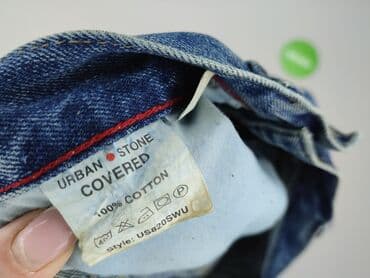 URBAN • STONE
COVERED
100% COTTON
Style: US820SWU